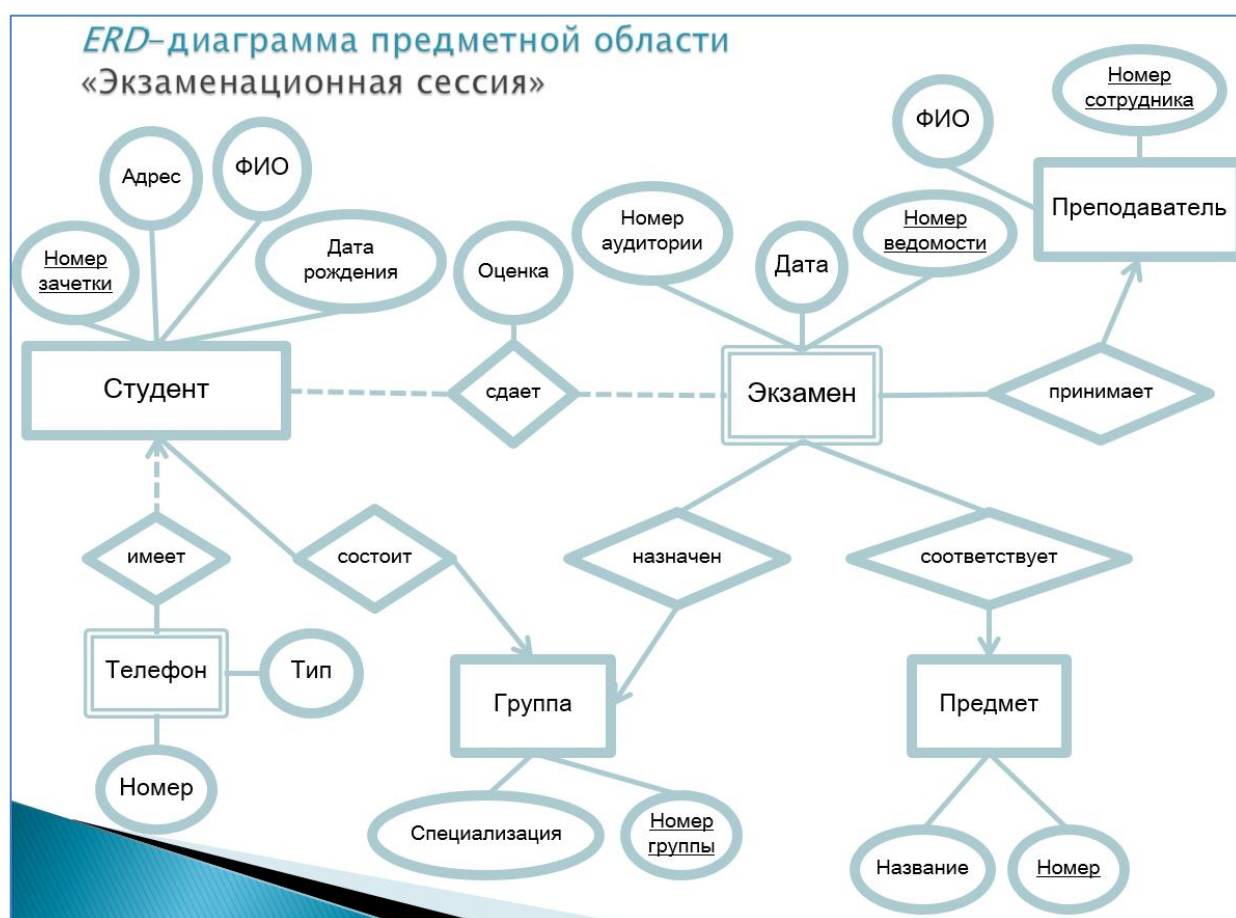 ERD-диаграмма предметной области
«Экзаменационная сессия»
Номер
сотрудника
ФИО
Преподаватель
Адрес
ФИО
Номер
зачетки
Дата
рождения
Оценка
Номер
аудитории
Дата
Номер
ведомости
Студент
сдает
Экзамен
принимает
имеет
состоит
назначен
соответствует
Телефон
Тип
Группа
Предмет
Номер
Специализация
Номер
группы
Название
Номер